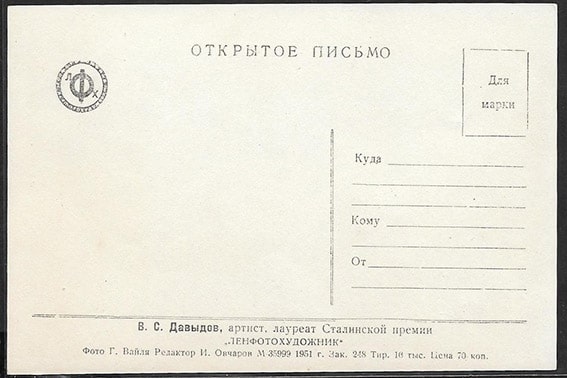 ОТКРЫТОЕ ПИСЬМО
Л Ф Х
Для
марки
Куда
Кому
От
В. С. Давыдов, артист, лауреат Сталинской премии
„ЛЕНФОТОХУДОЖНИК"
Фото Г. Вайля Редактор И. Овчаров М-35999 1951 г. Зак. 248 Тир. 10 тыс. Цена 70 коп.